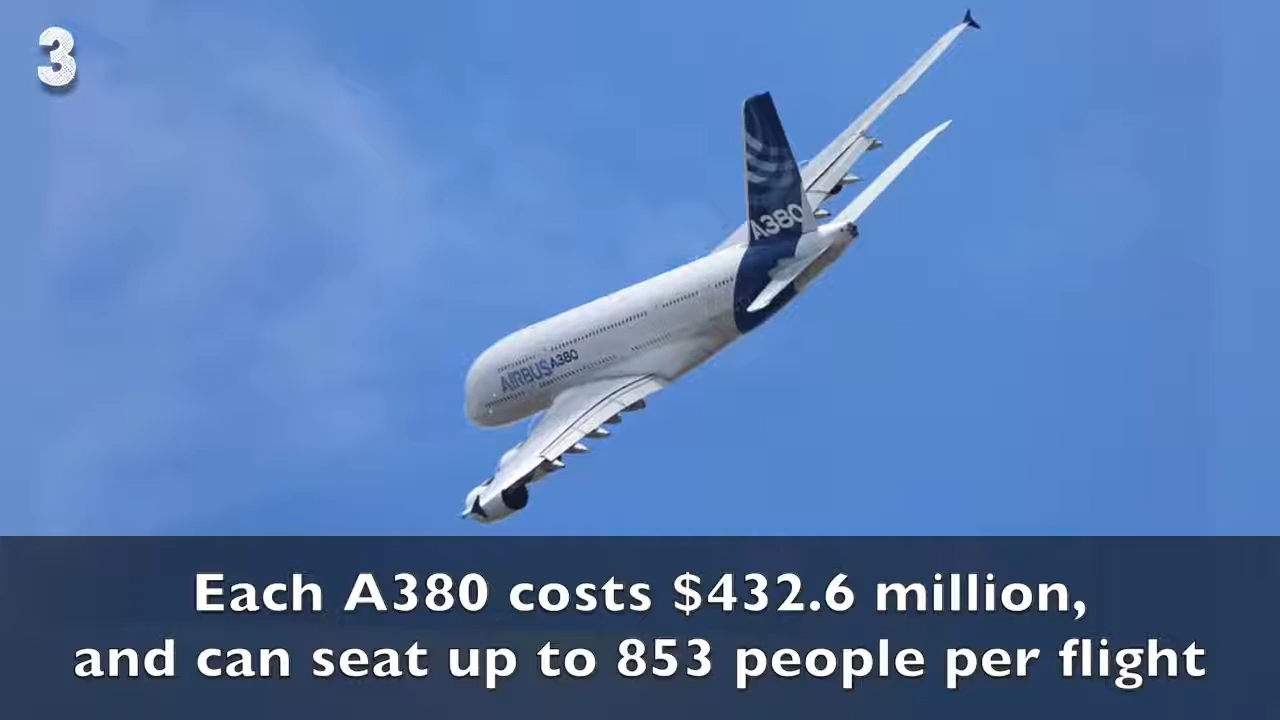 3
A380
AIRBUS A380
Each A380 costs $432.6 million,
and can seat up to 853 people per flight